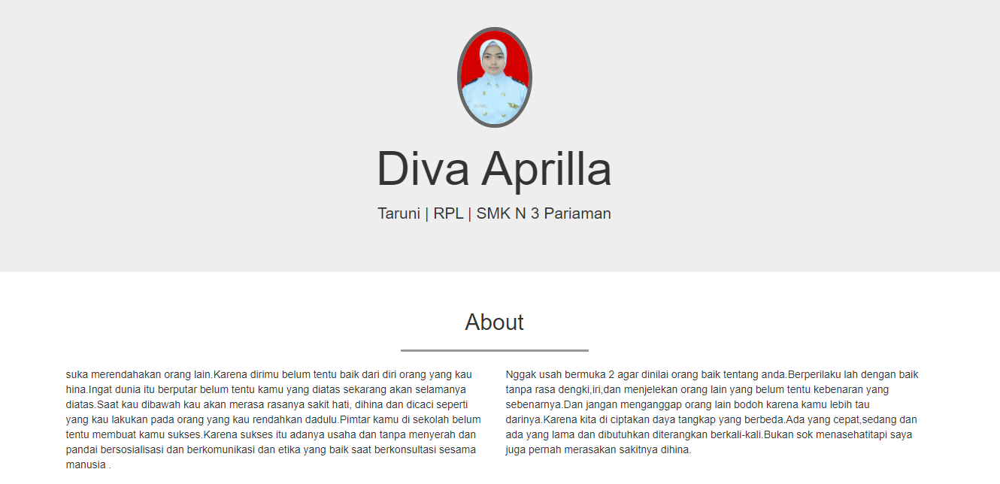 Diva Aprilla
Taruni | RPL | SMK N 3 Pariaman
About
suka merendahakan orang lain.Karena dirimu belum tentu baik dari diri orang yang kau
hina.Ingat dunia itu berputar belum tentu kamu yang diatas sekarang akan selamanya
diatas.Saat kau dibawah kau akan merasa rasanya sakit hati, dihina dan dicaci seperti
yang kau lakukan pada orang yang kau rendahkan dadulu.Pimtar kamu di sekolah belum
tentu membuat kamu sukses.Karena sukses itu adanya usaha dan tanpa menyerah dan
pandai bersosialisasi dan berkomunikasi dan etika yang baik saat berkonsultasi sesama
manusia .
Nggak usah bermuka 2 agar dinilai orang baik tentang anda.Berperilaku lah dengan baik
tanpa rasa dengki,iri,dan menjelekan orang lain yang belum tentu kebenaran yang
sebenarnya.Dan jangan menganggap orang lain bodoh karena kamu lebih tau
darinya.Karena kita di ciptakan daya tangkap yang berbeda.Ada yang cepat,sedang dan
ada yang lama dan dibutuhkan diterangkan berkali-kali.Bukan sok menasehatitapi saya
juga pernah merasakan sakitnya dihina.